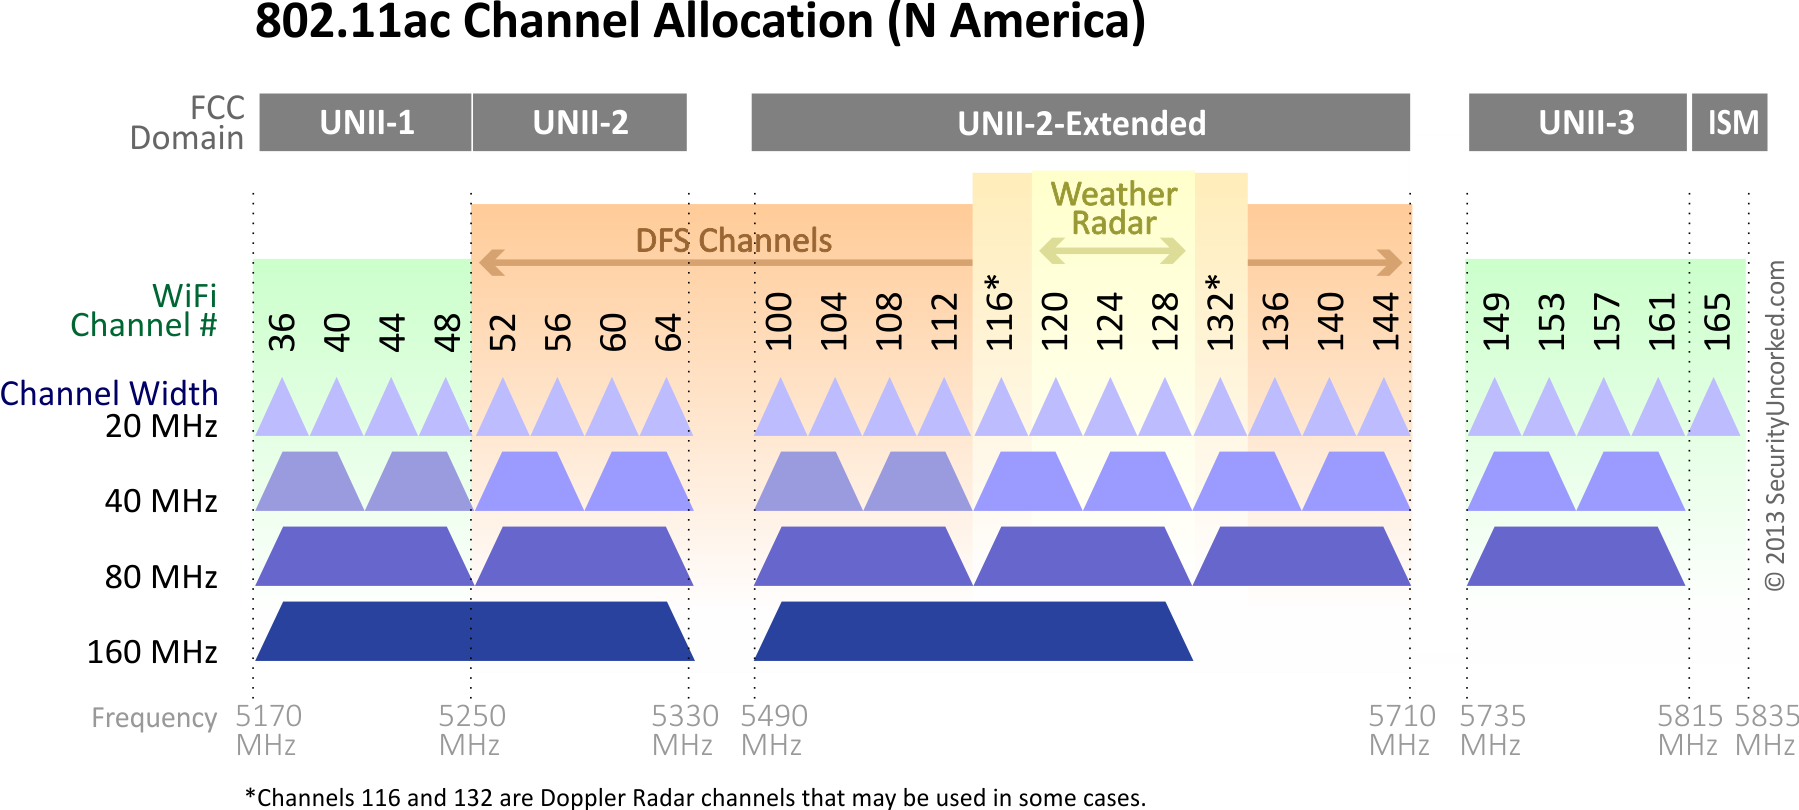 802.11ac Channel Allocation (N America)
FCC
Domain
UNII-1
UNII-2
UNII-2-Extended
UNII-3
ISM
Weather
Radar
DFS Channels
WiFi
Channel #
36
40
44
48
52
56
60
64
100
104
108
112
116*
120
124
128
132*
136
140
144
149
153
157
161
165
Channel Width
20 MHz
40 MHz
80 MHz
160 MHz
Frequency
5170
MHz
5250
MHz
5330
MHz
5490
MHz
5710
MHz
5735
MHz
5815
MHz
5835
MHz
© 2013 SecurityUncorked.com
*Channels 116 and 132 are Doppler Radar channels that may be used in some cases.